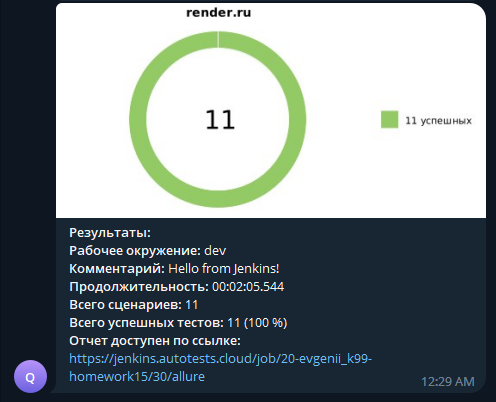 render.ru
11
11 успешных
Результаты:
Рабочее окружение: dev
Комментарий: Hello from Jenkins!
Продолжительность: 00:02:05.544
Всего сценариев: 11
Всего успешных тестов: 11 (100 %)
Отчет доступен по ссылке:
https://jenkins.autotests.cloud/job/20-evgenii_k99-
homework15/30/allure
Q
12:29 AM